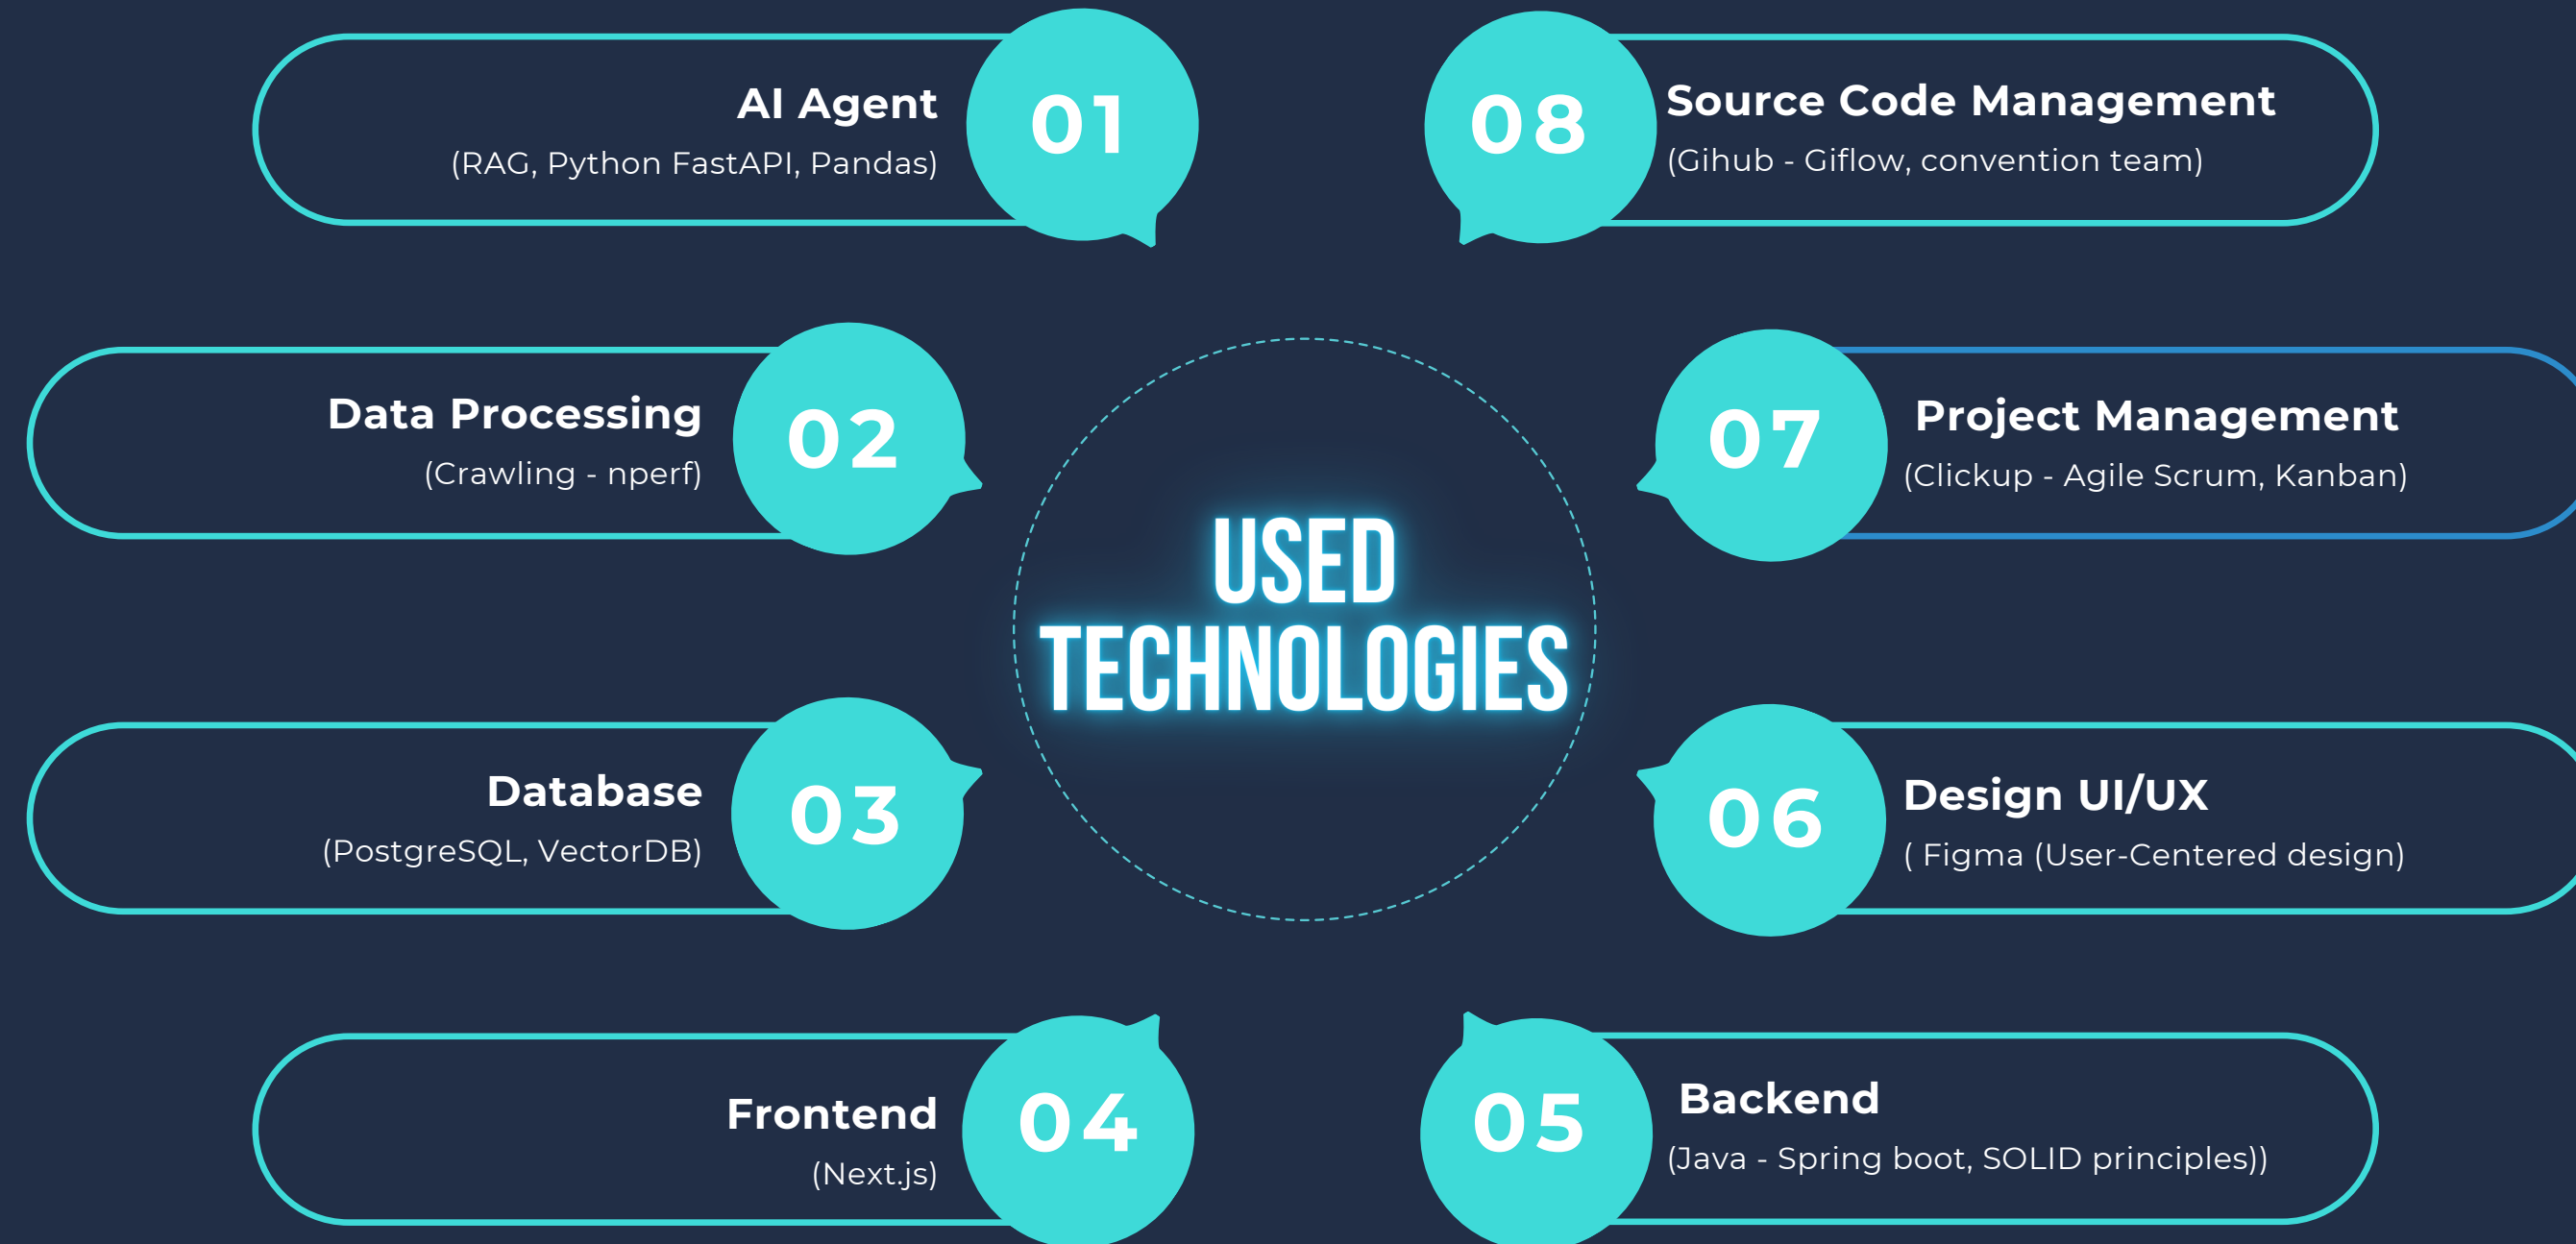 AI Agent
(RAG, Python FastAPI, Pandas)
01
08
Source Code Management
(Gihub - Giflow, convention team)
Data Processing
(Crawling - nperf)
02
07
Project Management
(Clickup - Agile Scrum, Kanban)
USED
TECHNOLOGIES
Database
(PostgreSQL, VectorDB)
03
06
Design UI/UX
( Figma (User-Centered design)
Frontend
(Next.js)
04
05
Backend
(Java - Spring boot, SOLID principles))